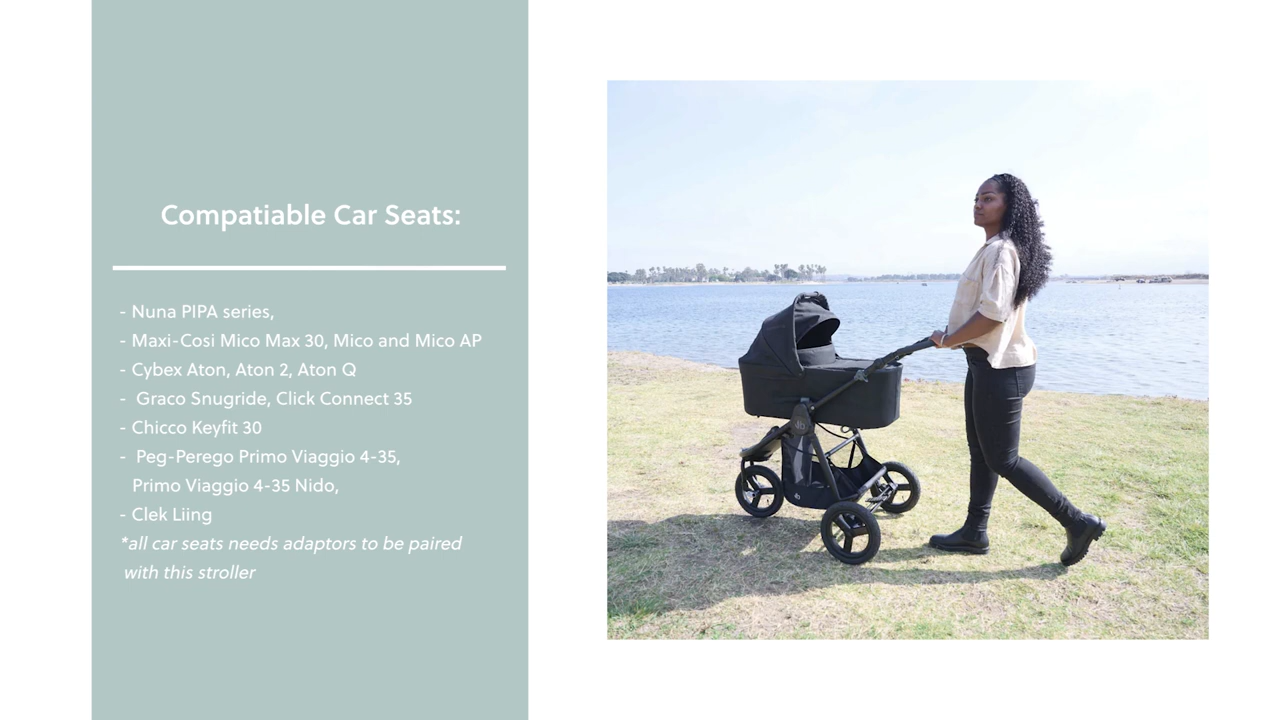 Compatiable Car Seats:
- Nuna PIPA series,
- Maxi-Cosi Mico Max 30, Mico and Mico AP
- Cybex Aton, Aton 2, Aton Q
-  Graco Snugride, Click Connect 35
- Chicco Keyfit 30
-  Peg-Perego Primo Viaggio 4-35,
Primo Viaggio 4-35 Nido,
- Clek Liing
*all car seats needs adaptors to be paired
with this stroller